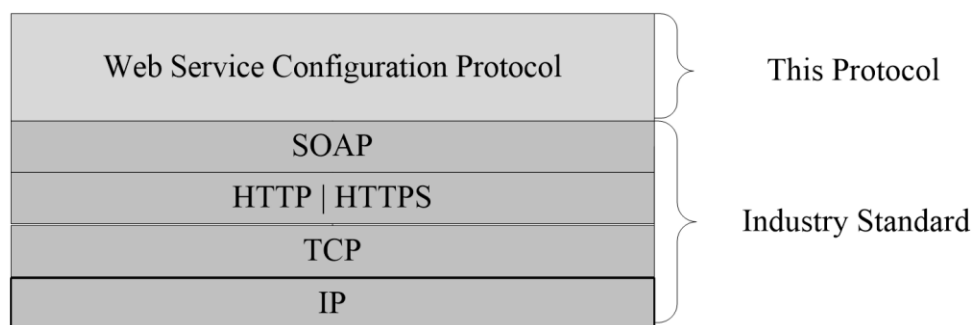 Web Service Configuration Protocol
This Protocol
SOAP
HTTP | HTTPS
Industry Standard
TCP
IP